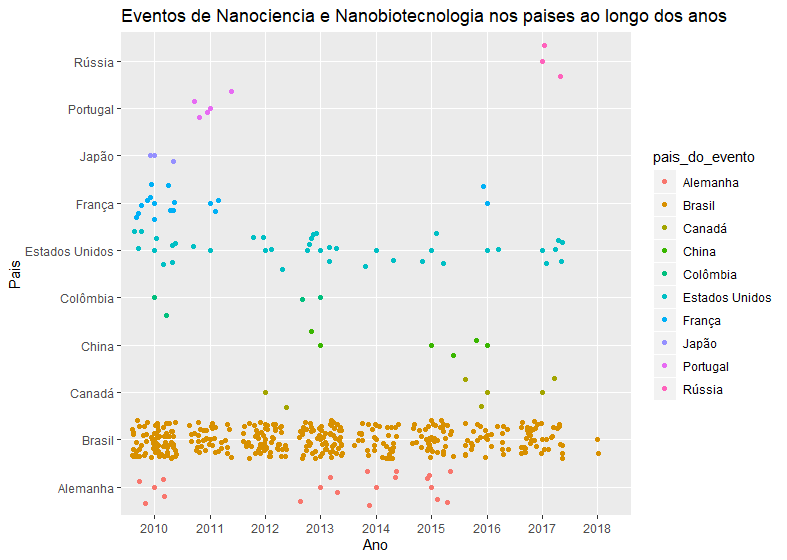 Eventos de Nanociencia e Nanobiotecnologia nos paises ao longo dos anos
Pais
Rússia
Portugal
Japão
França
Estados Unidos
Colômbia
China
Canadá
Brasil
Alemanha
2010 2011 2012 2013 2014 2015 2016 2017 2018
Ano
pais_do_evento
Alemanha
Brasil
Canadá
China
Colômbia
Estados Unidos
França
Japão
Portugal
Rússia